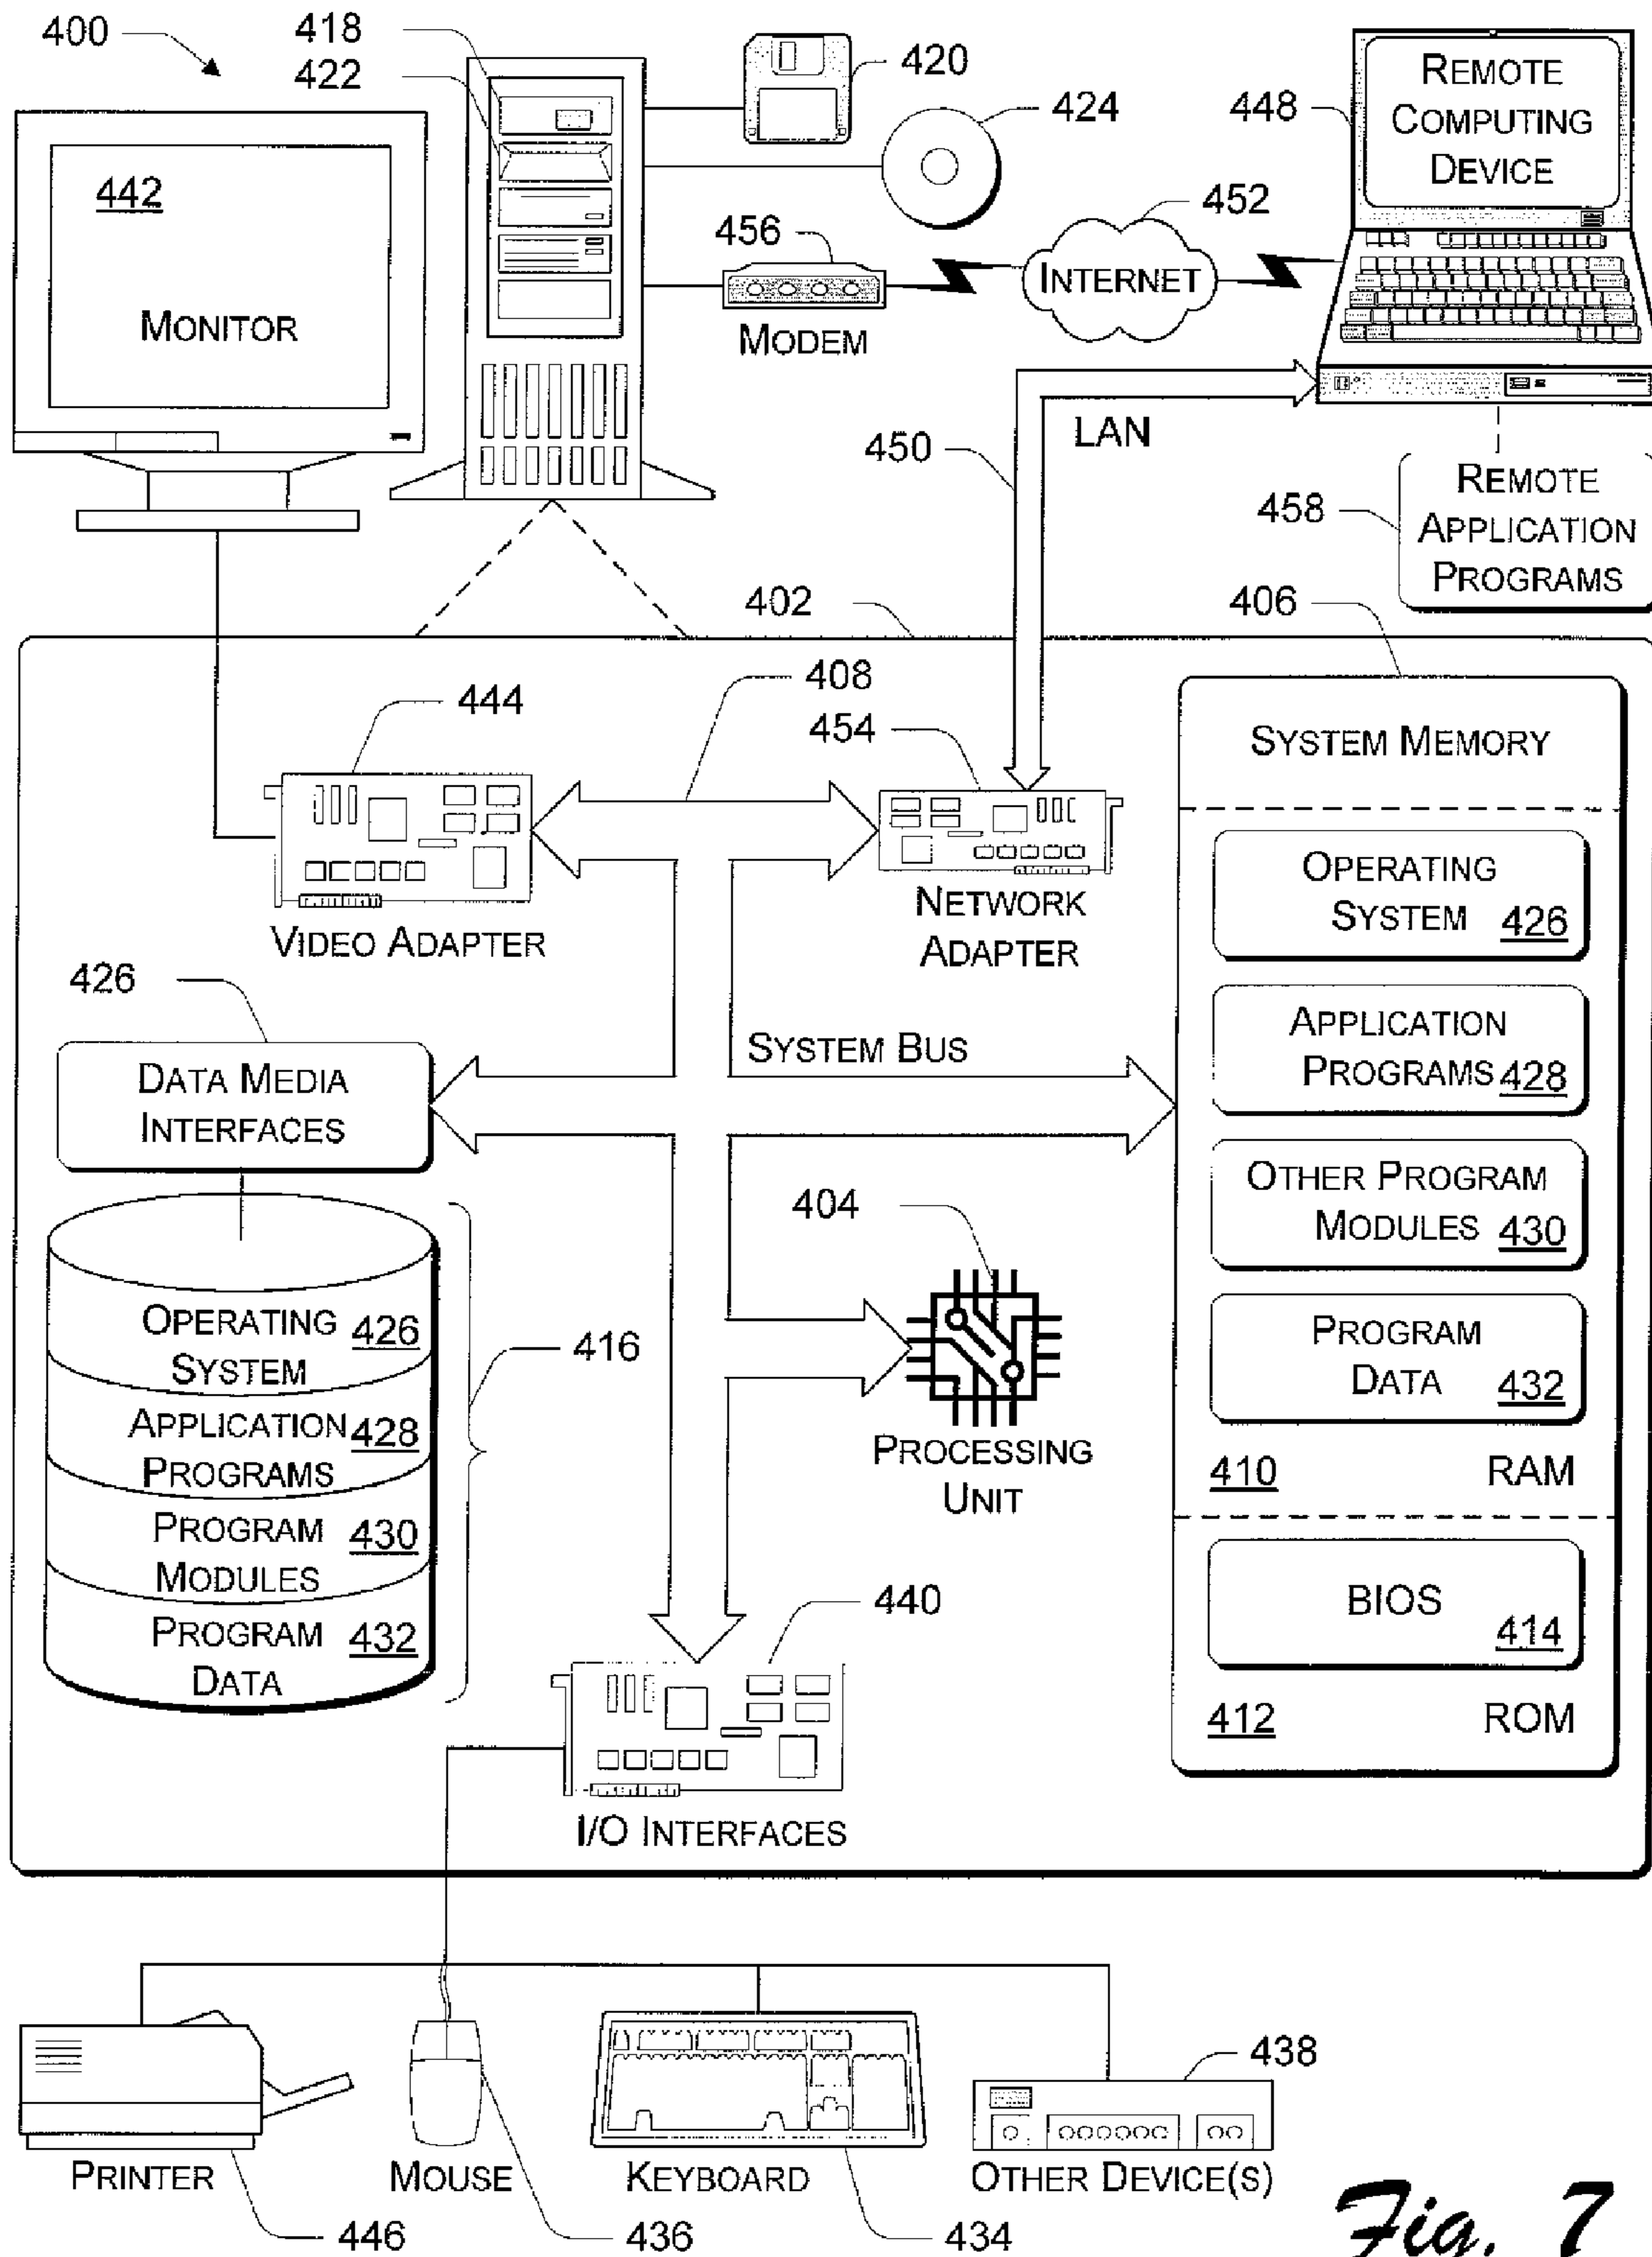 400
418
422
420
424
448
REMOTE
COMPUTING
DEVICE
442
MONITOR
456
MODEM
452
INTERNET
450
LAN
458
REMOTE
APPLICATION
PROGRAMS
402
406
408
444
454
VIDEO ADAPTER
NETWORK
ADAPTER
SYSTEM MEMORY
OPERATING
SYSTEM 426
APPLICATION
PROGRAMS 428
OTHER PROGRAM
MODULES 430
PROGRAM
DATA 432
410 RAM
BIOS
414
412 ROM
426
DATA MEDIA
INTERFACES
SYSTEM BUS
404
PROCESSING
UNIT
OPERATING 426
SYSTEM
APPLICATION 428
PROGRAMS
PROGRAM 430
MODULES
PROGRAM 432
DATA
416
440
I/O INTERFACES
438
PRINTER
MOUSE
KEYBOARD
OTHER DEVICE(S)
446
436
434
Fig. 7